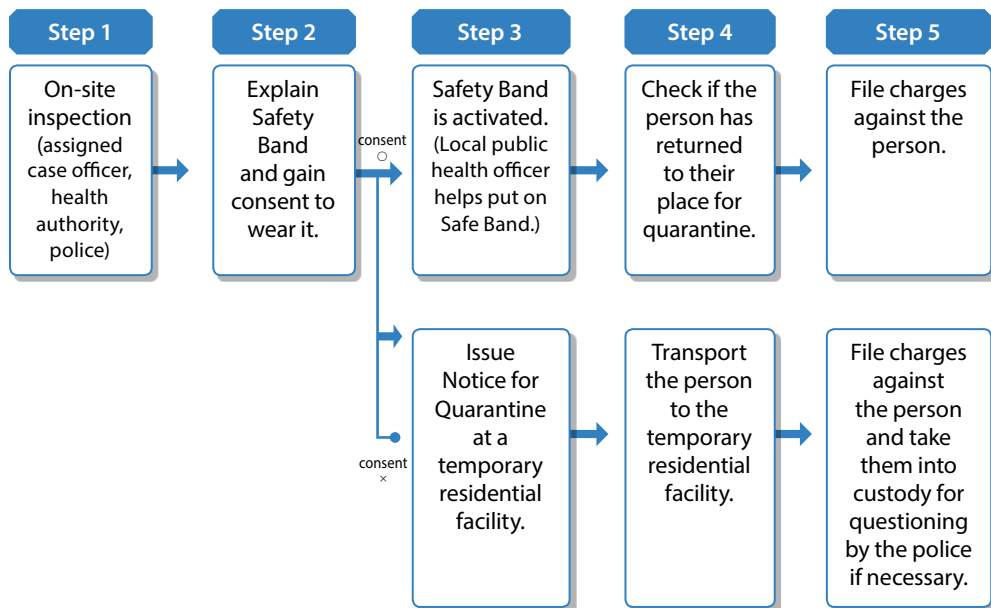 Step 1
Step 2
Step 3
Step 4
Step 5
On-site
inspection
(assigned
case officer,
health
authority,
police)
Explain
Safety
Band
and gain
consent to
wear it.
consent
○
Safety Band
is activated.
(Local public
health officer
helps put on
Safe Band.)
Check if the
person has
returned
to their
place for
quarantine.
File charges
against the
person.
consent
×
Issue
Notice for
Quarantine
at a
temporary
residential
facility.
Transport
the person
to the
temporary
residential
facility.
File charges
against
the person
and take
them into
custody for
questioning
by the police
if necessary.